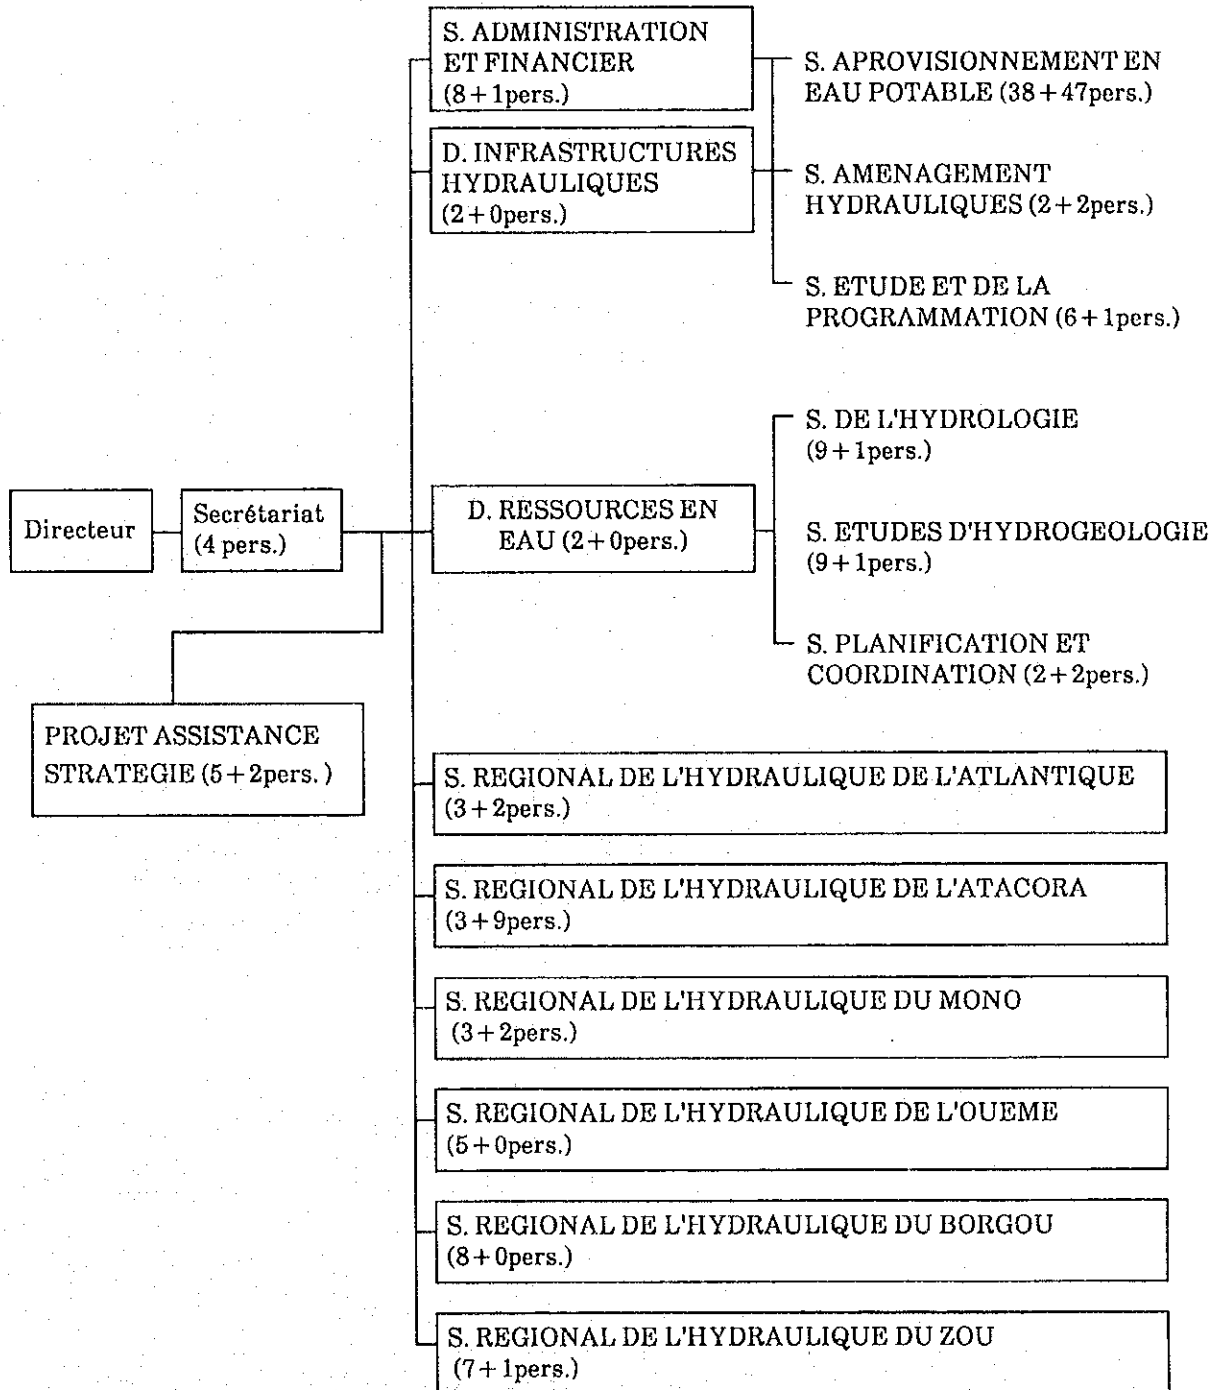 S. ADMINISTRATION
ET FINANCIER
(8+1pers.)
D. INFRASTRUCTURES
HYDRAULIQUES
(2+0pers.)
S. APROVISIONNEMENT EN
EAU POTABLE (38+47pers.)
S. AMENAGEMENT
HYDRAULIQUES (2+2pers.)
S. ETUDE ET DE LA
PROGRAMMATION (6+1pers.)
Directeur
Secrétariat
(4 pers.)
PROJET ASSISTANCE
STRATEGIE (5+2pers.)
D. RESSOURCES EN
EAU (2+0pers.)
S. DE L'HYDROLOGIE
(9+1pers.)
S. ETUDES D'HYDROGEOLOGIE
(9+1pers.)
S. PLANIFICATION ET
COORDINATION (2+2pers.)
S. REGIONAL DE L'HYDRAULIQUE DE L'ATLANTIQUE
(3+2pers.)
S. REGIONAL DE L'HYDRAULIQUE DE L'ATACORA
(3+9pers.)
S. REGIONAL DE L'HYDRAULIQUE DU MONO
(3+2pers.)
S. REGIONAL DE L'HYDRAULIQUE DE L'OUEME
(5+0pers.)
S. REGIONAL DE L'HYDRAULIQUE DU BORGOU
(8+0pers.)
S. REGIONAL DE L'HYDRAULIQUE DU ZOU
(7+1pers.)